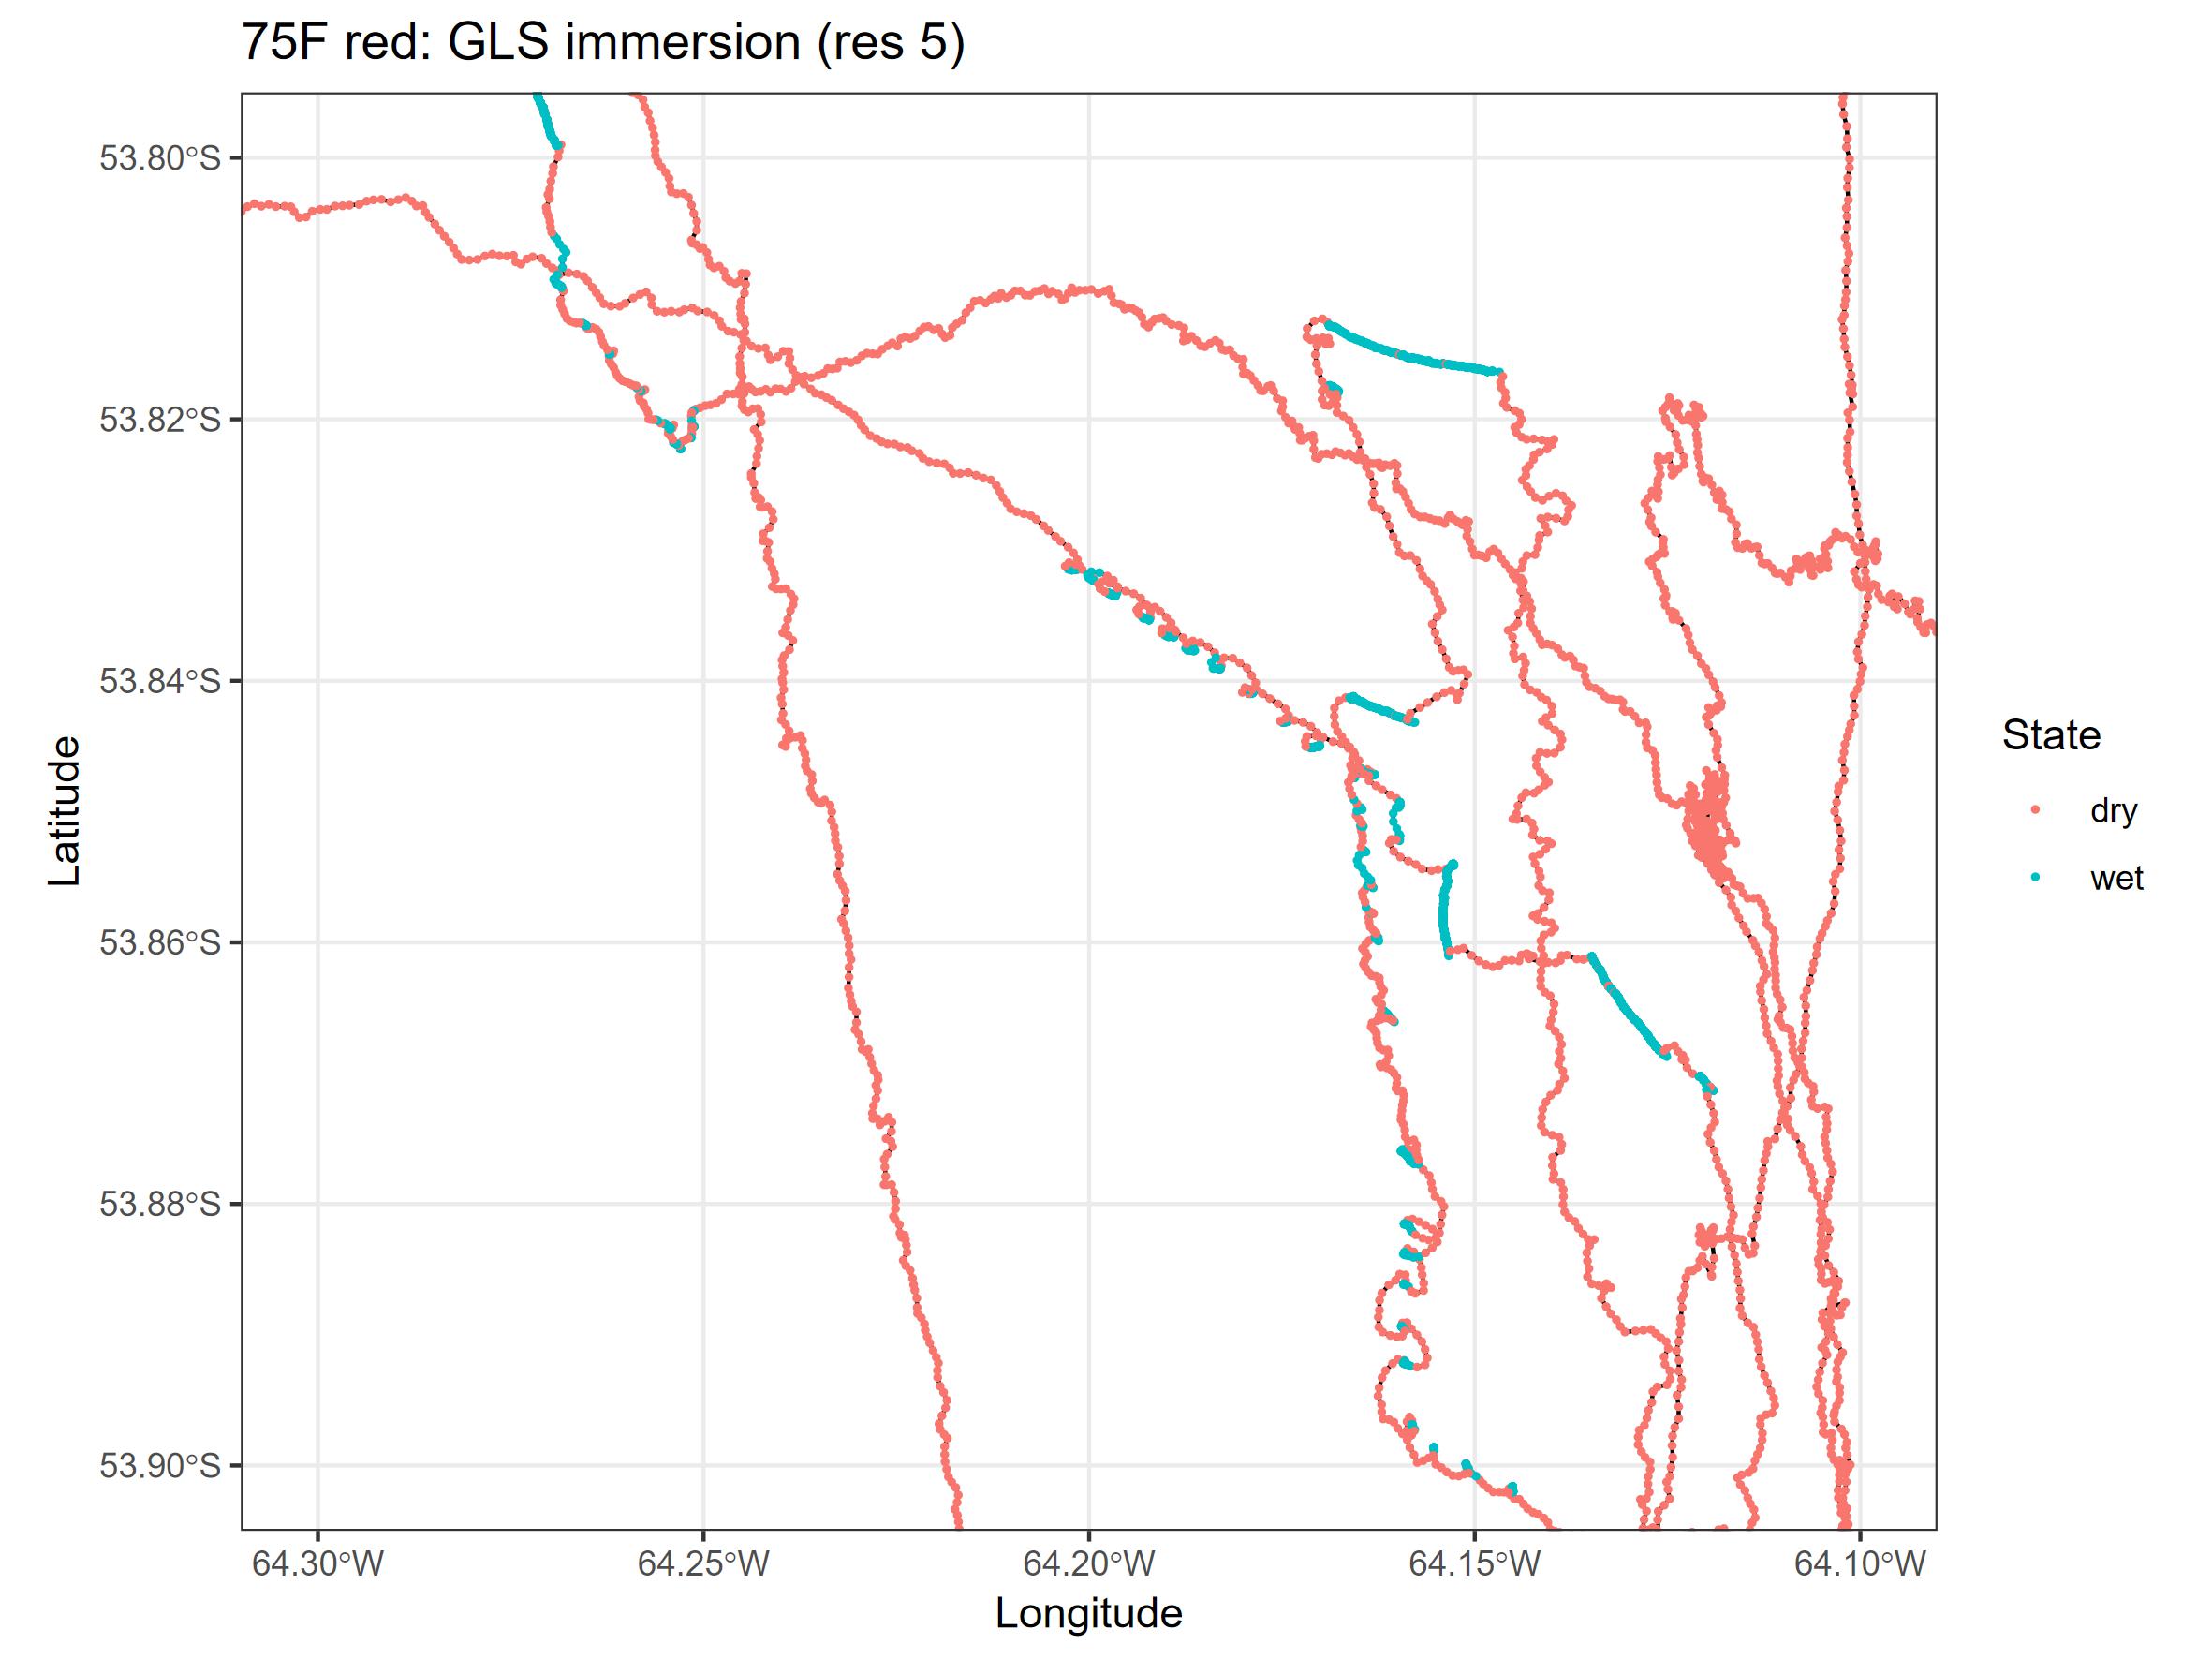 75F red: GLS immersion (res 5)
53.80°S
53.82°S
53.84°S
53.86°S
53.88°S
53.90°S
Latitude
64.30°W 64.25°W 64.20°W 64.15°W 64.10°W
Longitude
State
dry
wet